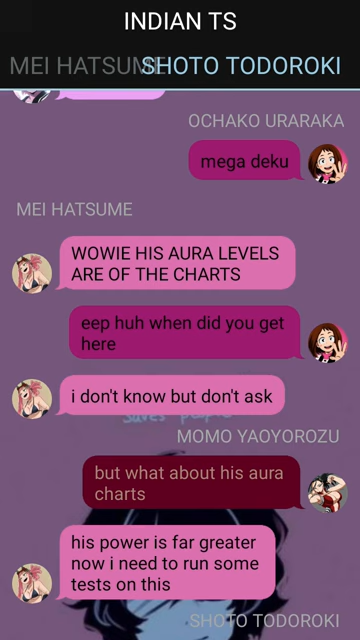 INDIAN TS
MEI HATSUME SHOTO TODOROKI
OCHAKO URARAKA
mega deku
MEI HATSUME
WOWIE HIS AURA LEVELS
ARE OF THE CHARTS
eep huh when did you get
here
i don't know but don't ask
saves people
MOMO YAOYOROZU
but what about his aura
charts
his power is far greater
now i need to run some
tests on this
SHOTO TODOROKI